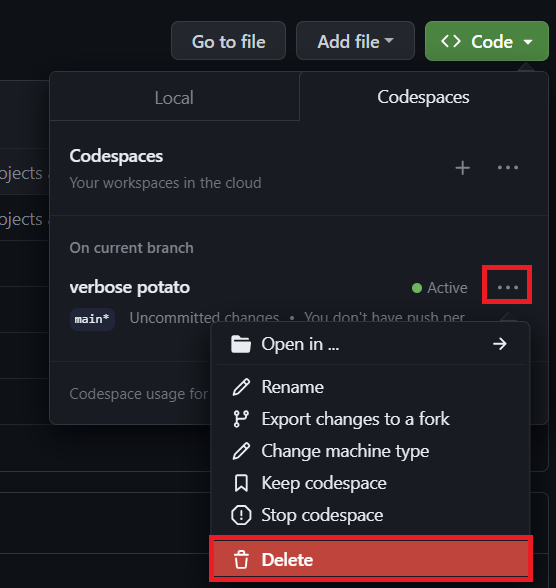 Go to file
Add file
Code
Local
Codespaces
Codespaces
Your workspaces in the cloud
ojects
ojects
On current branch
verbose potato
Active
main*
Uncommitted changes • You don't have push per
Codespace usage for
Open in ...
Rename
Export changes to a fork
Change machine type
Keep codespace
Stop codespace
Delete